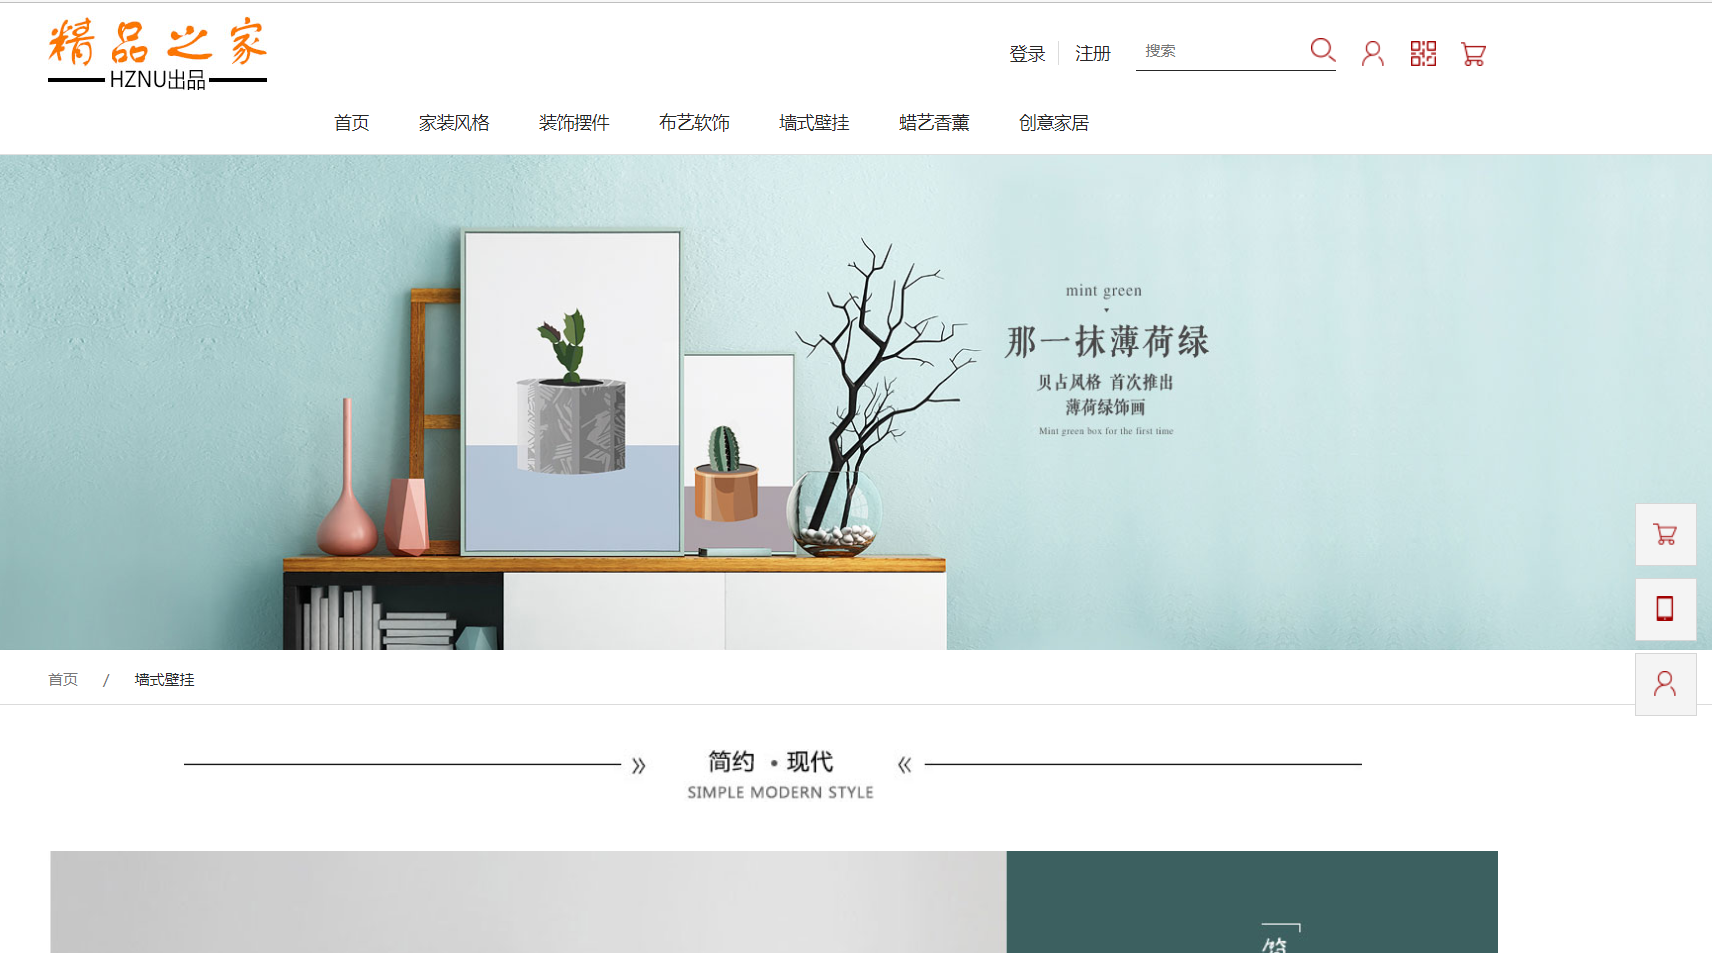 精品之家
HZNU出品
登录 注册 搜索
首页 家装风格 装饰摆件 布艺软饰 墙式壁挂 蜡艺香薰 创意家居
mint green
那一抹薄荷绿
贝占风格 首次推出
薄荷绿饰画
Mint green box for the first time
首页 / 墙式壁挂
» 简约 • 现代 «
SIMPLE MODERN STYLE